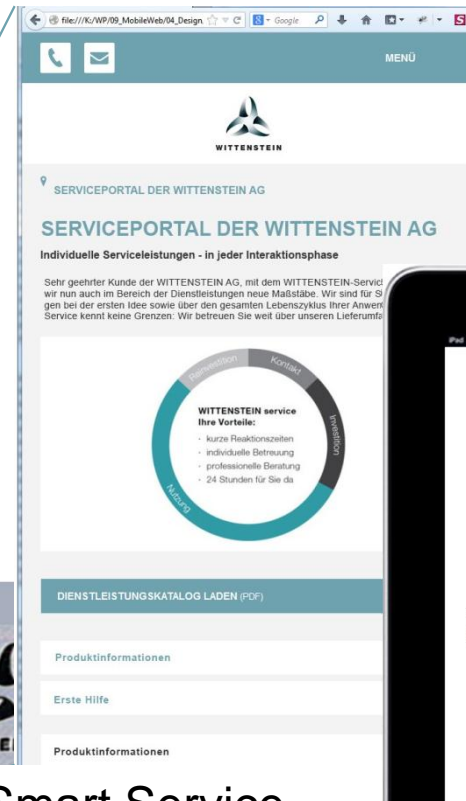 file:///K:/WP/09_MobileWeb/04_Design
Google
MENÜ
WITTENSTEIN
SERVICEPORTAL DER WITTENSTEIN AG
SERVICEPORTAL DER WITTENSTEIN AG
Individuelle Serviceleistungen - in jeder Interaktionsphase
Sehr geehrter Kunde der WITTENSTEIN AG, mit dem WITTENSTEIN-Servic
wir nun auch im Bereich der Dienstleistungen neue Maßstäbe. Wir sind für S
gen bei der ersten Idee sowie über den gesamten Lebenszyklus Ihrer Anwen
Service kennt keine Grenzen: Wir betreuen Sie weit über unseren Lieferumfa
iPad
Reinvestition
Kontakt
Investition
Nutzung
WITTENSTEIN service
Ihre Vorteile:
· kurze Reaktionszeiten
· individuelle Betreuung
· professionelle Beratung
· 24 Stunden für Sie da
DIENSTLEISTUNGSKATALOG LADEN (PDF)
Produktinformationen
Erste Hilfe
Produktinformationen
Smart Service